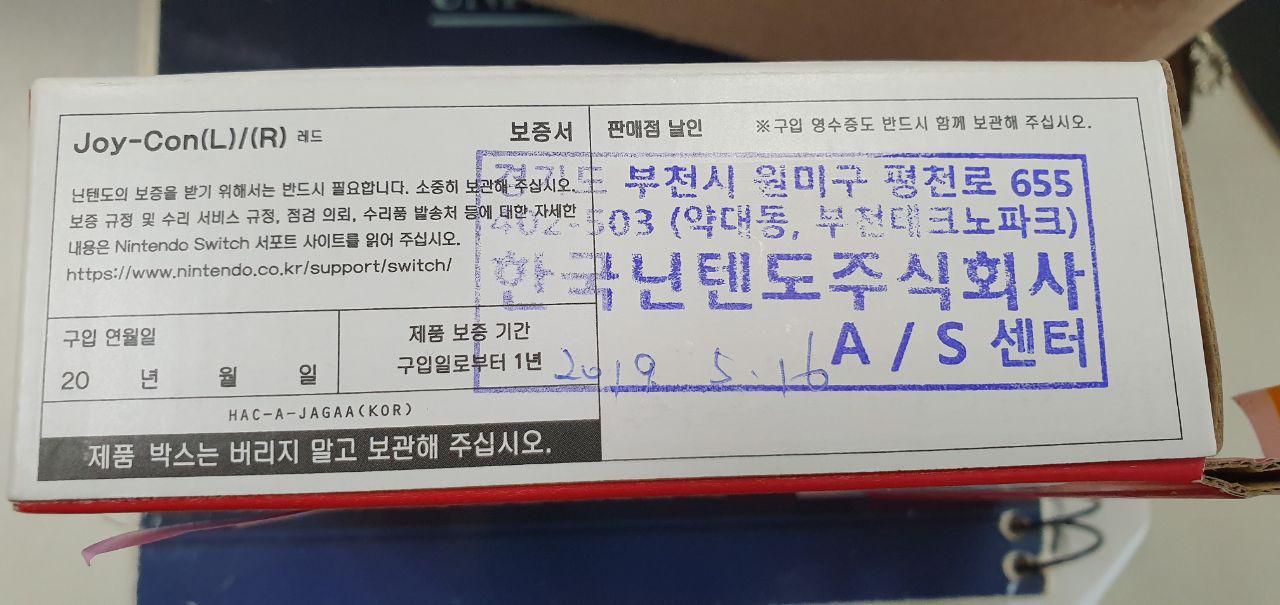 Joy-Con(L)/(R) 레드
보증서
닌텐도의 보증을 받기 위해서는 반드시 필요합니다. 소중히 보관해 주십시오.
보증 규정 및 수리 서비스 규정, 점검 의뢰, 수리품 발송처 등에 대한 자세한
내용은 Nintendo Switch 서포트 사이트를 읽어 주십시오.
https://www.nintendo.co.kr/support/switch/
구입 연월일
20 년 월 일
제품 보증 기간
구입일로부터 1년
HAC-A-JAGAA(KOR)
제품 박스는 버리지 말고 보관해 주십시오.
판매점 날인
※구입 영수증도 반드시 함께 보관해 주십시오.
경기도 부천시 원미구 평천로 655
402-503 (약대동, 부천테크노파크)
한국닌텐도주식회사
A / S 센터
2019. 5. 16